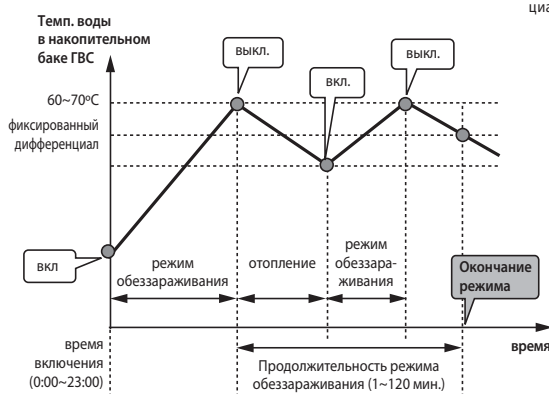 циа
Темп. воды
в накопительном
баке ГВС
выкл.
выкл.
вкл.
60~70ºC
фиксированный
дифференциал
вкл
режим
обеззараживания
отопление
режим
обеззара-
живания
Окончание
режима
время
время
включения
(0:00~23:00)
Продолжительность режима
обеззараживания (1~120 мин.)